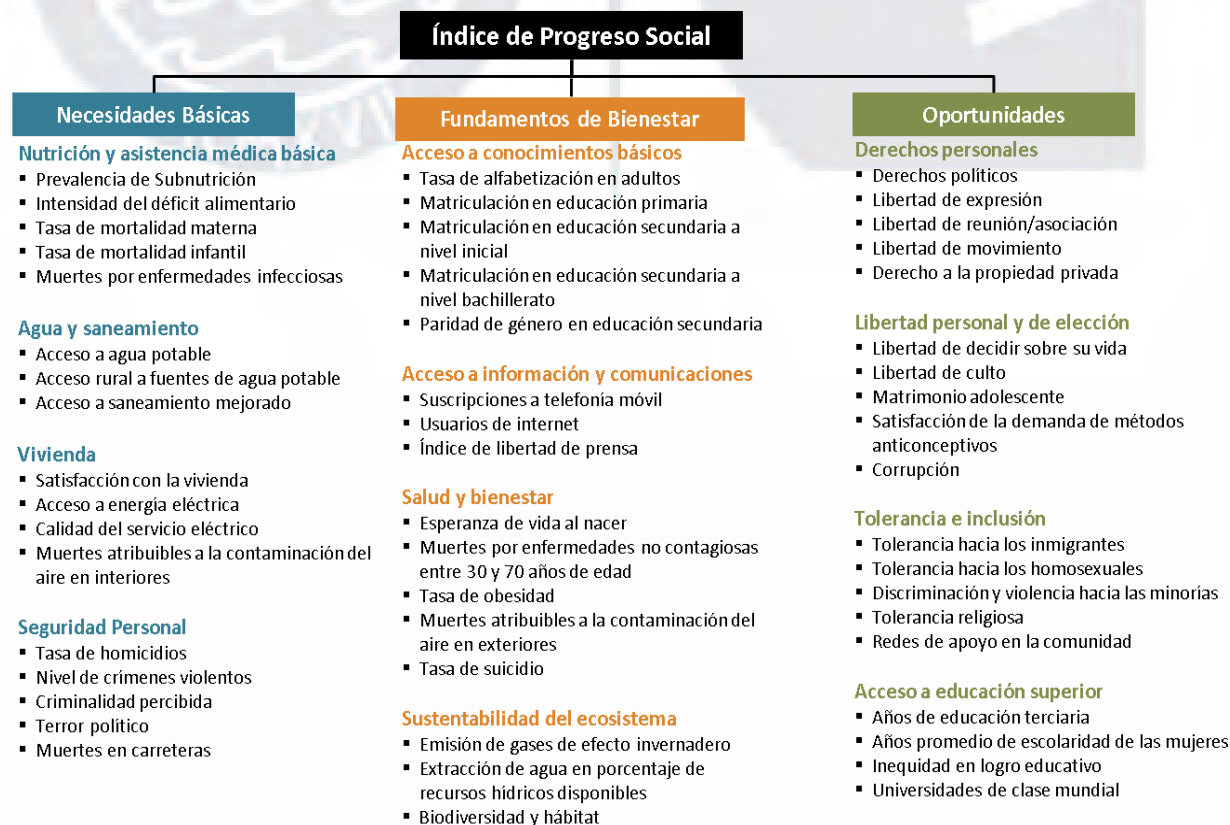 Índice de Progreso Social
Necesidades Básicas
Nutrición y asistencia médica básica
▪ Prevalencia de Subnutrición
▪ Intensidad del déficit alimentario
▪ Tasa de mortalidad materna
▪ Tasa de mortalidad infantil
▪ Muertes por enfermedades infecciosas
Agua y saneamiento
▪ Acceso a agua potable
▪ Acceso rural a fuentes de agua potable
▪ Acceso a saneamiento mejorado
Vivienda
▪ Satisfacción con la vivienda
▪ Acceso a energía eléctrica
▪ Calidad del servicio eléctrico
▪ Muertes atribuibles a la contaminación del
aire en interiores
Seguridad Personal
▪ Tasa de homicidios
▪ Nivel de crímenes violentos
▪ Criminalidad percibida
▪ Terror político
▪ Muertes en carreteras
Fundamentos de Bienestar
Acceso a conocimientos básicos
▪ Tasa de alfabetización en adultos
▪ Matriculación en educación primaria
▪ Matriculación en educación secundaria a
nivel inicial
▪ Matriculación en educación secundaria a
nivel bachillerato
▪ Paridad de género en educación secundaria
Acceso a información y comunicaciones
▪ Suscripciones a telefonía móvil
▪ Usuarios de internet
▪ Índice de libertad de prensa
Salud y bienestar
▪ Esperanza de vida al nacer
▪ Muertes por enfermedades no contagiosas
entre 30 y 70 años de edad
▪ Tasa de obesidad
▪ Muertes atribuibles a la contaminación del
aire en exteriores
▪ Tasa de suicidio
Sustentabilidad del ecosistema
▪ Emisión de gases de efecto invernadero
▪ Extracción de agua en porcentaje de
recursos hídricos disponibles
▪ Biodiversidad y hábitat
Oportunidades
Derechos personales
▪ Derechos políticos
▪ Libertad de expresión
▪ Libertad de reunión/asociación
▪ Libertad de movimiento
▪ Derecho a la propiedad privada
Libertad personal y de elección
▪ Libertad de decidir sobre su vida
▪ Libertad de culto
▪ Matrimonio adolescente
▪ Satisfacción de la demanda de métodos
anticonceptivos
▪ Corrupción
Tolerancia e inclusión
▪ Tolerancia hacia los inmigrantes
▪ Tolerancia hacia los homosexuales
▪ Discriminación y violencia hacia las minorías
▪ Tolerancia religiosa
▪ Redes de apoyo en la comunidad
Acceso a educación superior
▪ Años de educación terciaria
▪ Años promedio de escolaridad de las mujeres
▪ Inequidad en logro educativo
▪ Universidades de clase mundial